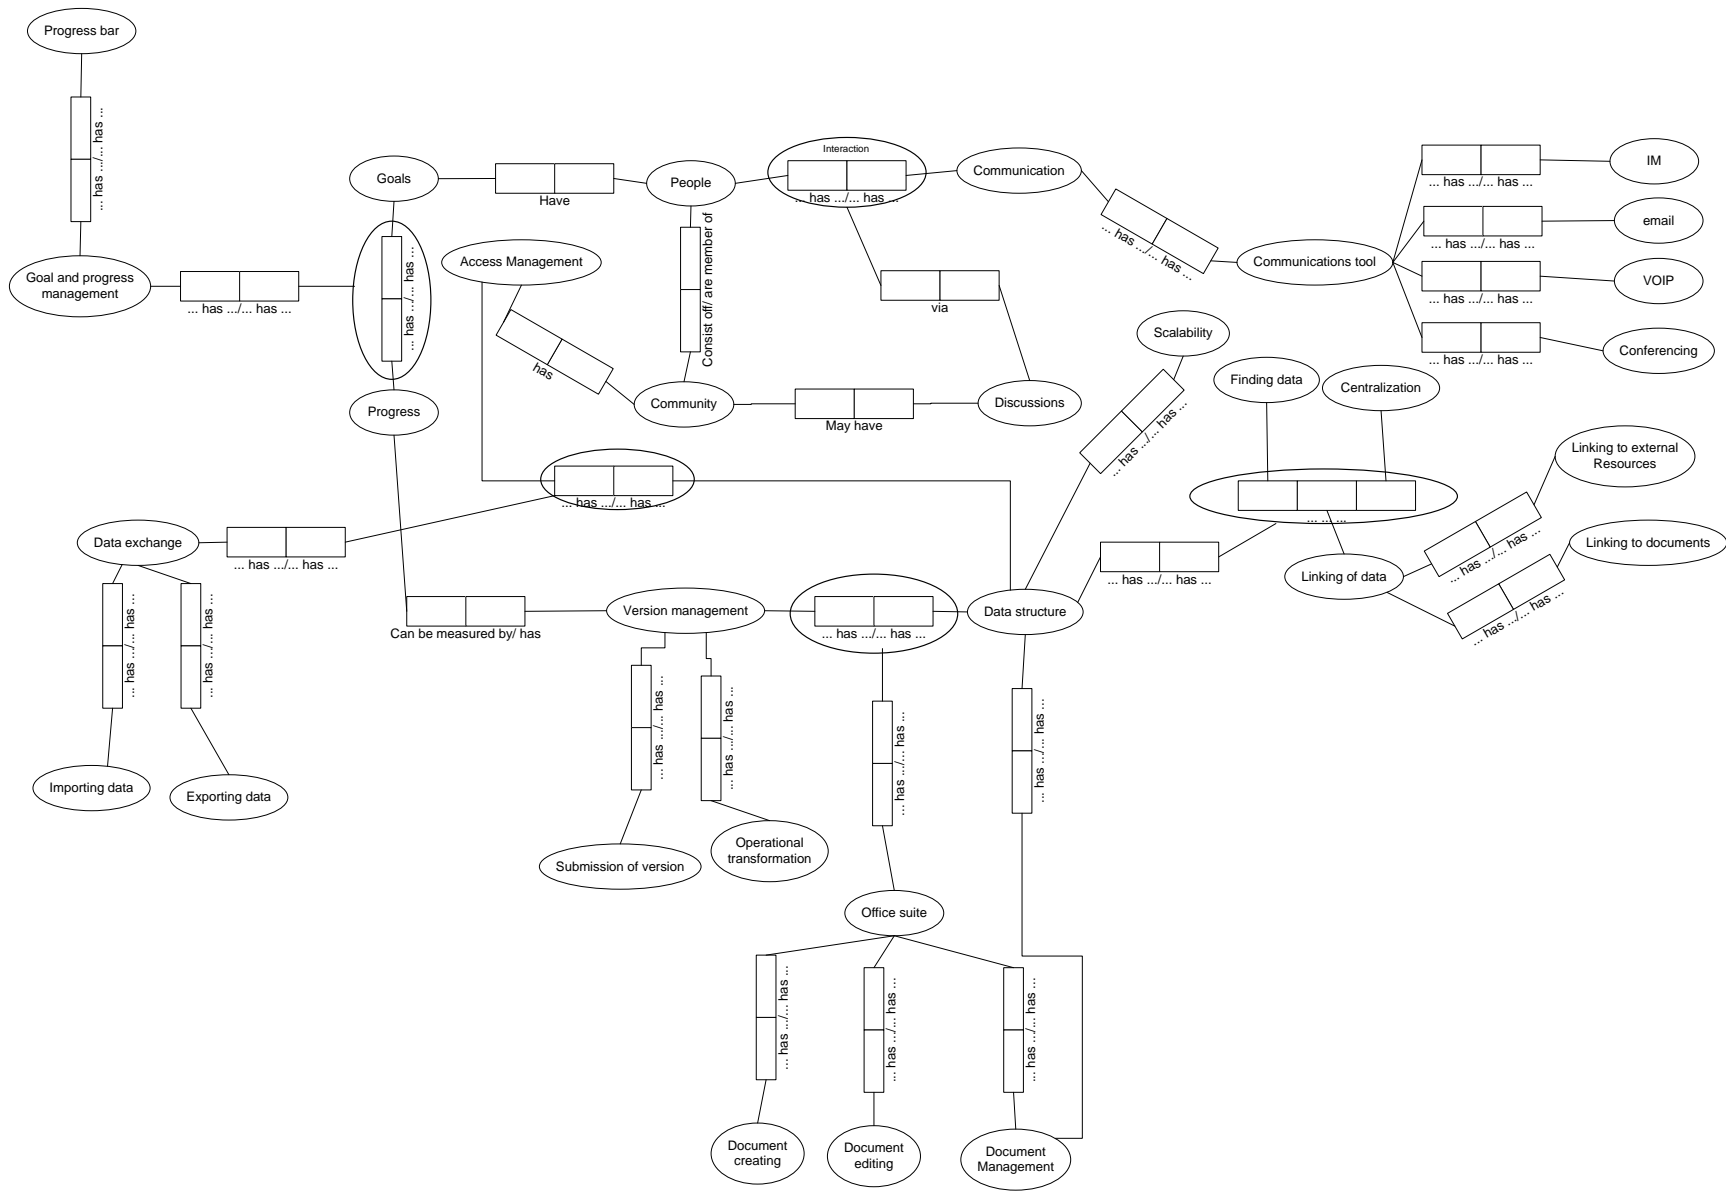 Progress bar
... has .../... has ...
Goal and progress
management
... has .../... has ...
Goals
... has .../... has ...
Progress
Have
People
Interaction
... has .../... has ...
Communication
... has .../... has ...
Communications tool
... has .../... has ...
IM
... has .../... has ...
email
... has .../... has ...
VOIP
... has .../... has ...
Conferencing
Access Management
has
Consist off/ are member of
Community
May have
via
Discussions
Scalability
... has .../... has ...
Finding data
Centralization
... ... ...
Linking to external
Resources
... has .../... has ...
Linking to documents
... has .../... has ...
Linking of data
... has .../... has ...
... has .../... has ...
Data exchange
... has .../... has ...
... has .../... has ...
... has .../... has ...
Importing data
Exporting data
Can be measured by/ has
Version management
... has .../... has ...
Data structure
... has .../... has ...
... has .../... has ...
... has .../... has ...
... has .../... has ...
Submission of version
Operational
transformation
Office suite
... has .../... has ...
... has .../... has ...
... has .../... has ...
Document
creating
Document
editing
Document
Management